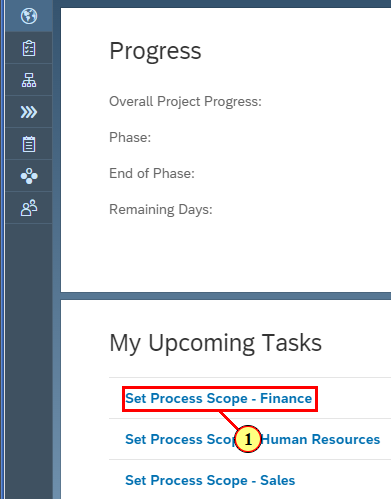 Progress
Overall Project Progress:
Phase:
End of Phase:
Remaining Days:
My Upcoming Tasks
Set Process Scope - Finance
1
Set Process Scop Human Resources
Set Process Scope - Sales